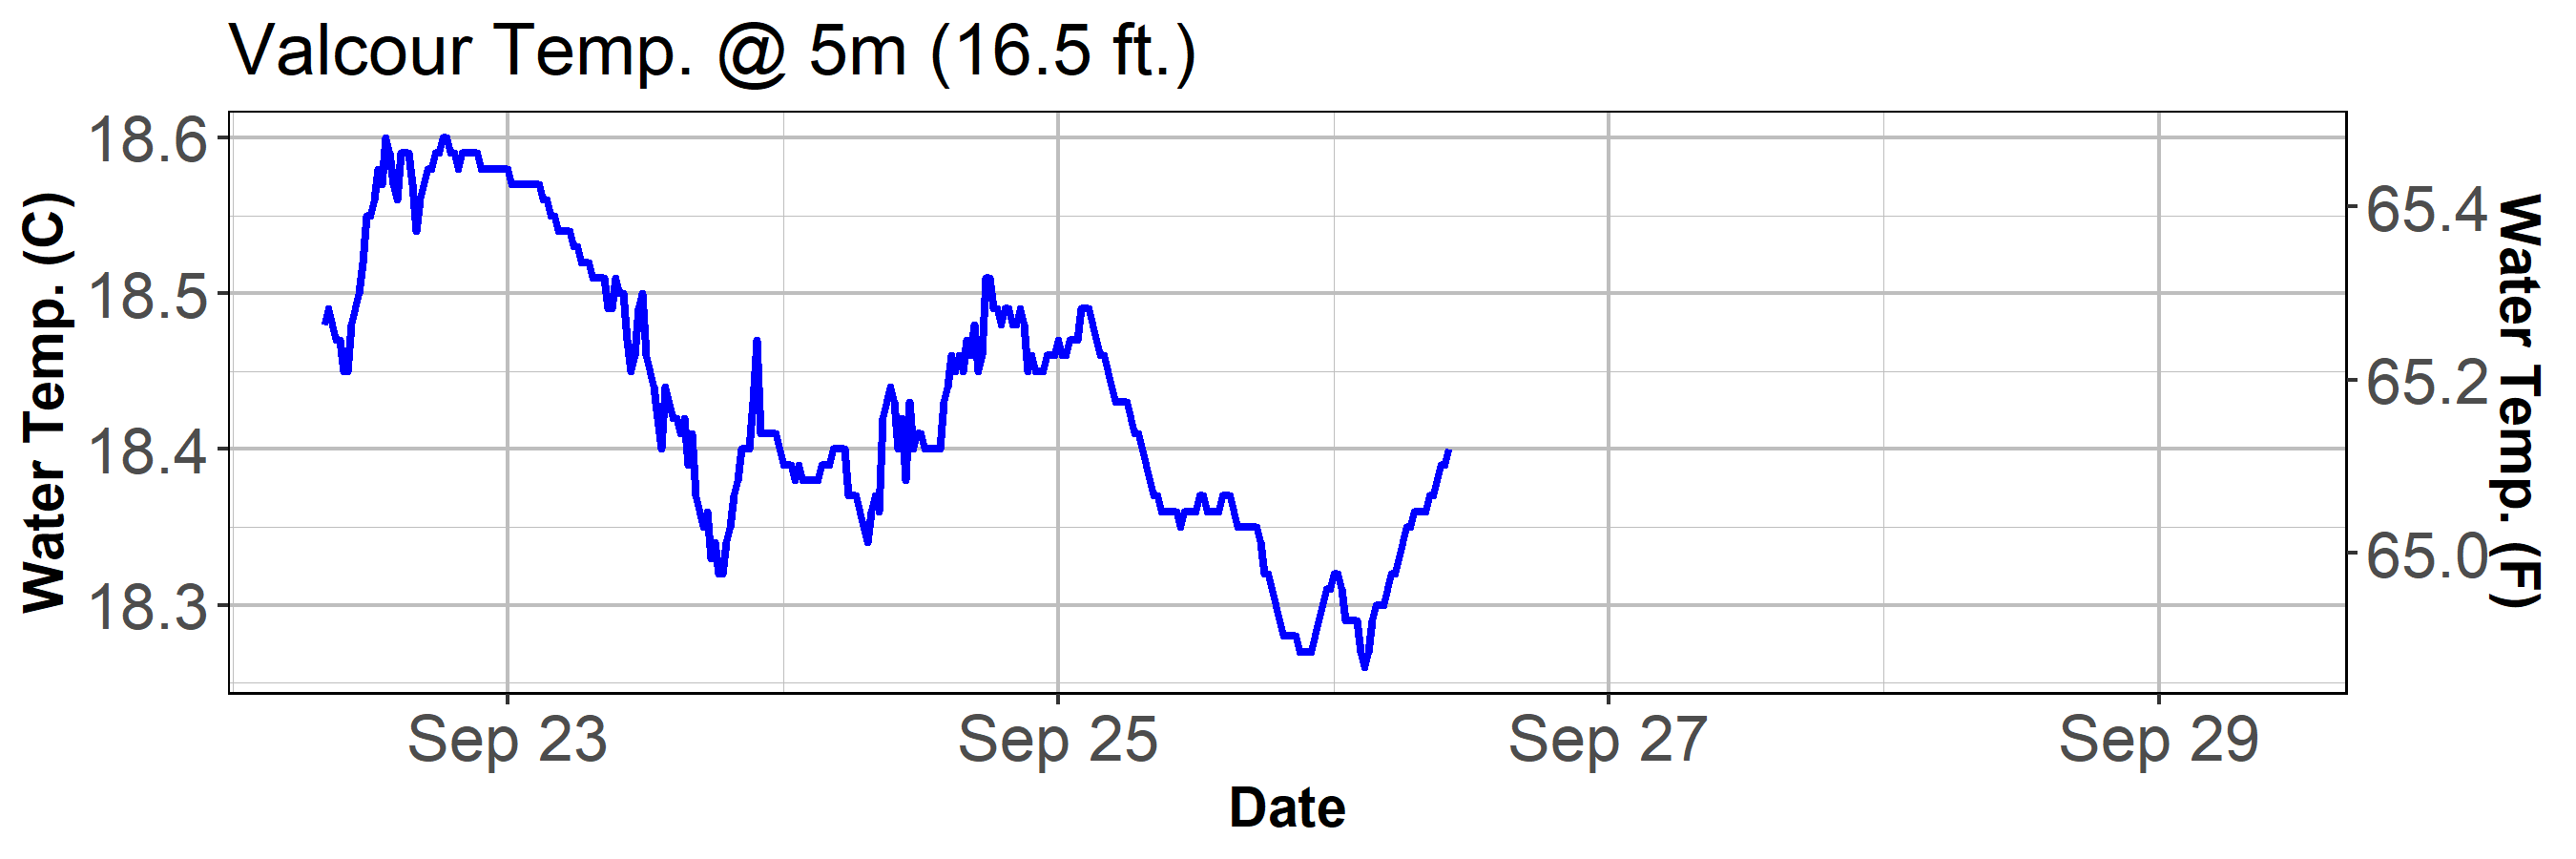 Valcour Temp. @ 5m (16.5 ft.)
Water Temp. (C)
18.6
18.5
18.4
18.3
65.4
65.2
65.0
Water Temp. (F)
Sep 23
Sep 25
Sep 27
Sep 29
Date